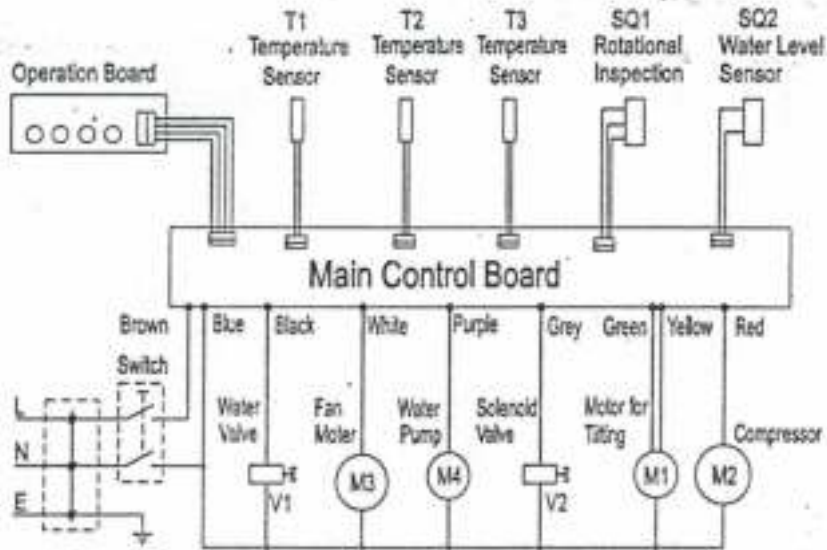 T1
Temperature
Sensor
T2
Temperature
Sensor
T3
Temperature
Sensor
SQ1
Rotational
Inspection
SQ2
Water Level
Sensor
Operation Board
Main Control Board
Brown
Blue
Black
White
Purple
Grey
Green
Yellow
Red
Switch
L
N
E
Water
Valve
V1
Fan
Moter
M3
Water
Pump
M4
Solenoid
Valve
V2
Motor for
Tilting
M1
Compressor
M2